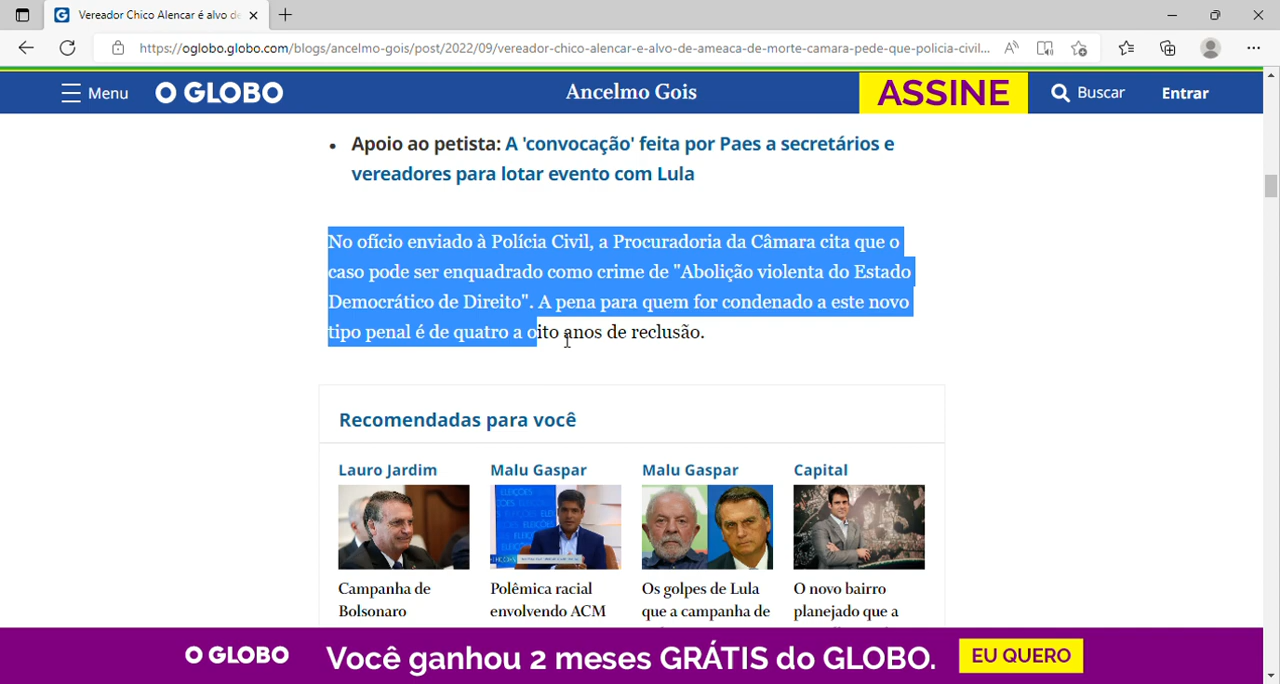 Vereador Chico Alencar é alvo de
https://oglobo.globo.com/blogs/ancelmo-gois/post/2022/09/vereador-chico-alencar-e-alvo-de-ameaca-de-morte-camara-pede-que-policia-civil...
Menu O GLOBO Ancelmo Gois ASSINE Buscar Entrar
• Apoio ao petista: A 'convocação' feita por Paes a secretários e
vereadores para lotar evento com Lula
No ofício enviado à Polícia Civil, a Procuradoria da Câmara cita que o
caso pode ser enquadrado como crime de "Abolição violenta do Estado
Democrático de Direito". A pena para quem for condenado a este novo
tipo penal é de quatro a oito anos de reclusão.
Recomendadas para você
Lauro Jardim Malu Gaspar Malu Gaspar Capital
Campanha de Polêmica racial Os golpes de Lula O novo bairro
Bolsonaro envolvendo ACM que a campanha de planejado que a
O GLOBO Você ganhou 2 meses GRÁTIS do GLOBO. EU QUERO